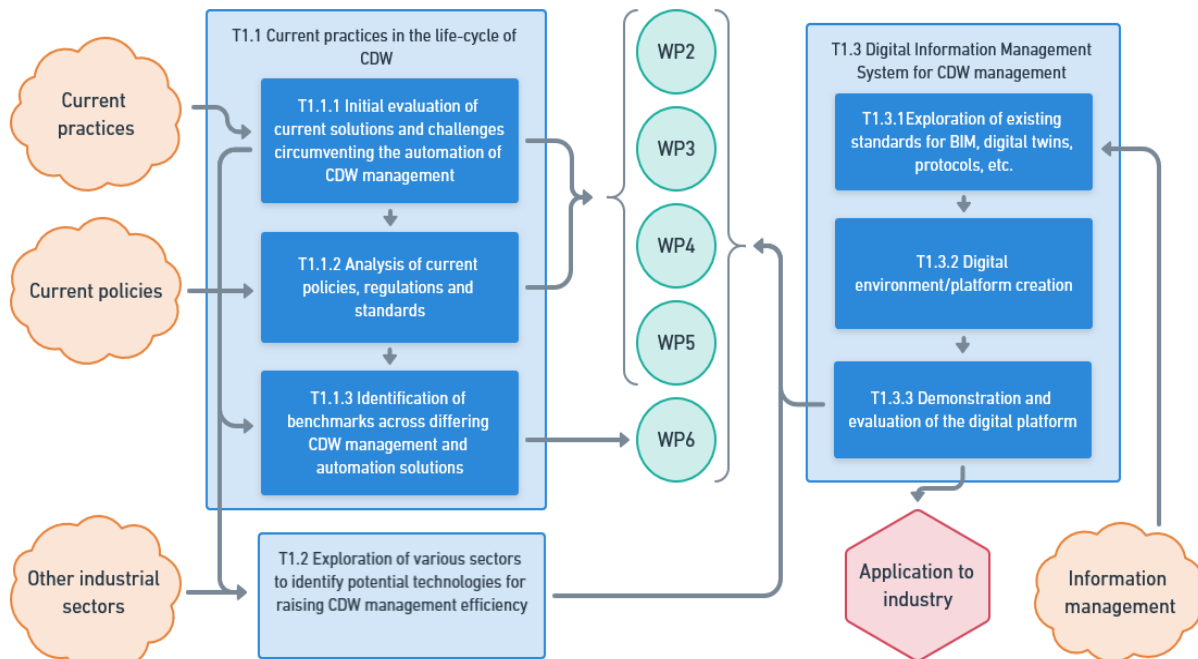 Current
practices
Current policies
Other industrial
sectors
T1.1 Current practices in the life-cycle of
CDW
T1.1.1 Initial evaluation of
current solutions and challenges
circumventing the automation of
CDW management
T1.1.2 Analysis of current
policies, regulations and
standards
T1.1.3 Identification of
benchmarks across differing
CDW management and
automation solutions
T1.2 Exploration of various sectors
to identify potential technologies for
raising CDW management efficiency
WP2
WP3
WP4
WP5
WP6
T1.3 Digital Information Management
System for CDW management
T1.3.1Exploration of existing
standards for BIM, digital twins,
protocols, etc.
T1.3.2 Digital
environment/platform creation
T1.3.3 Demonstration and
evaluation of the digital platform
Application to
industry
Information
management